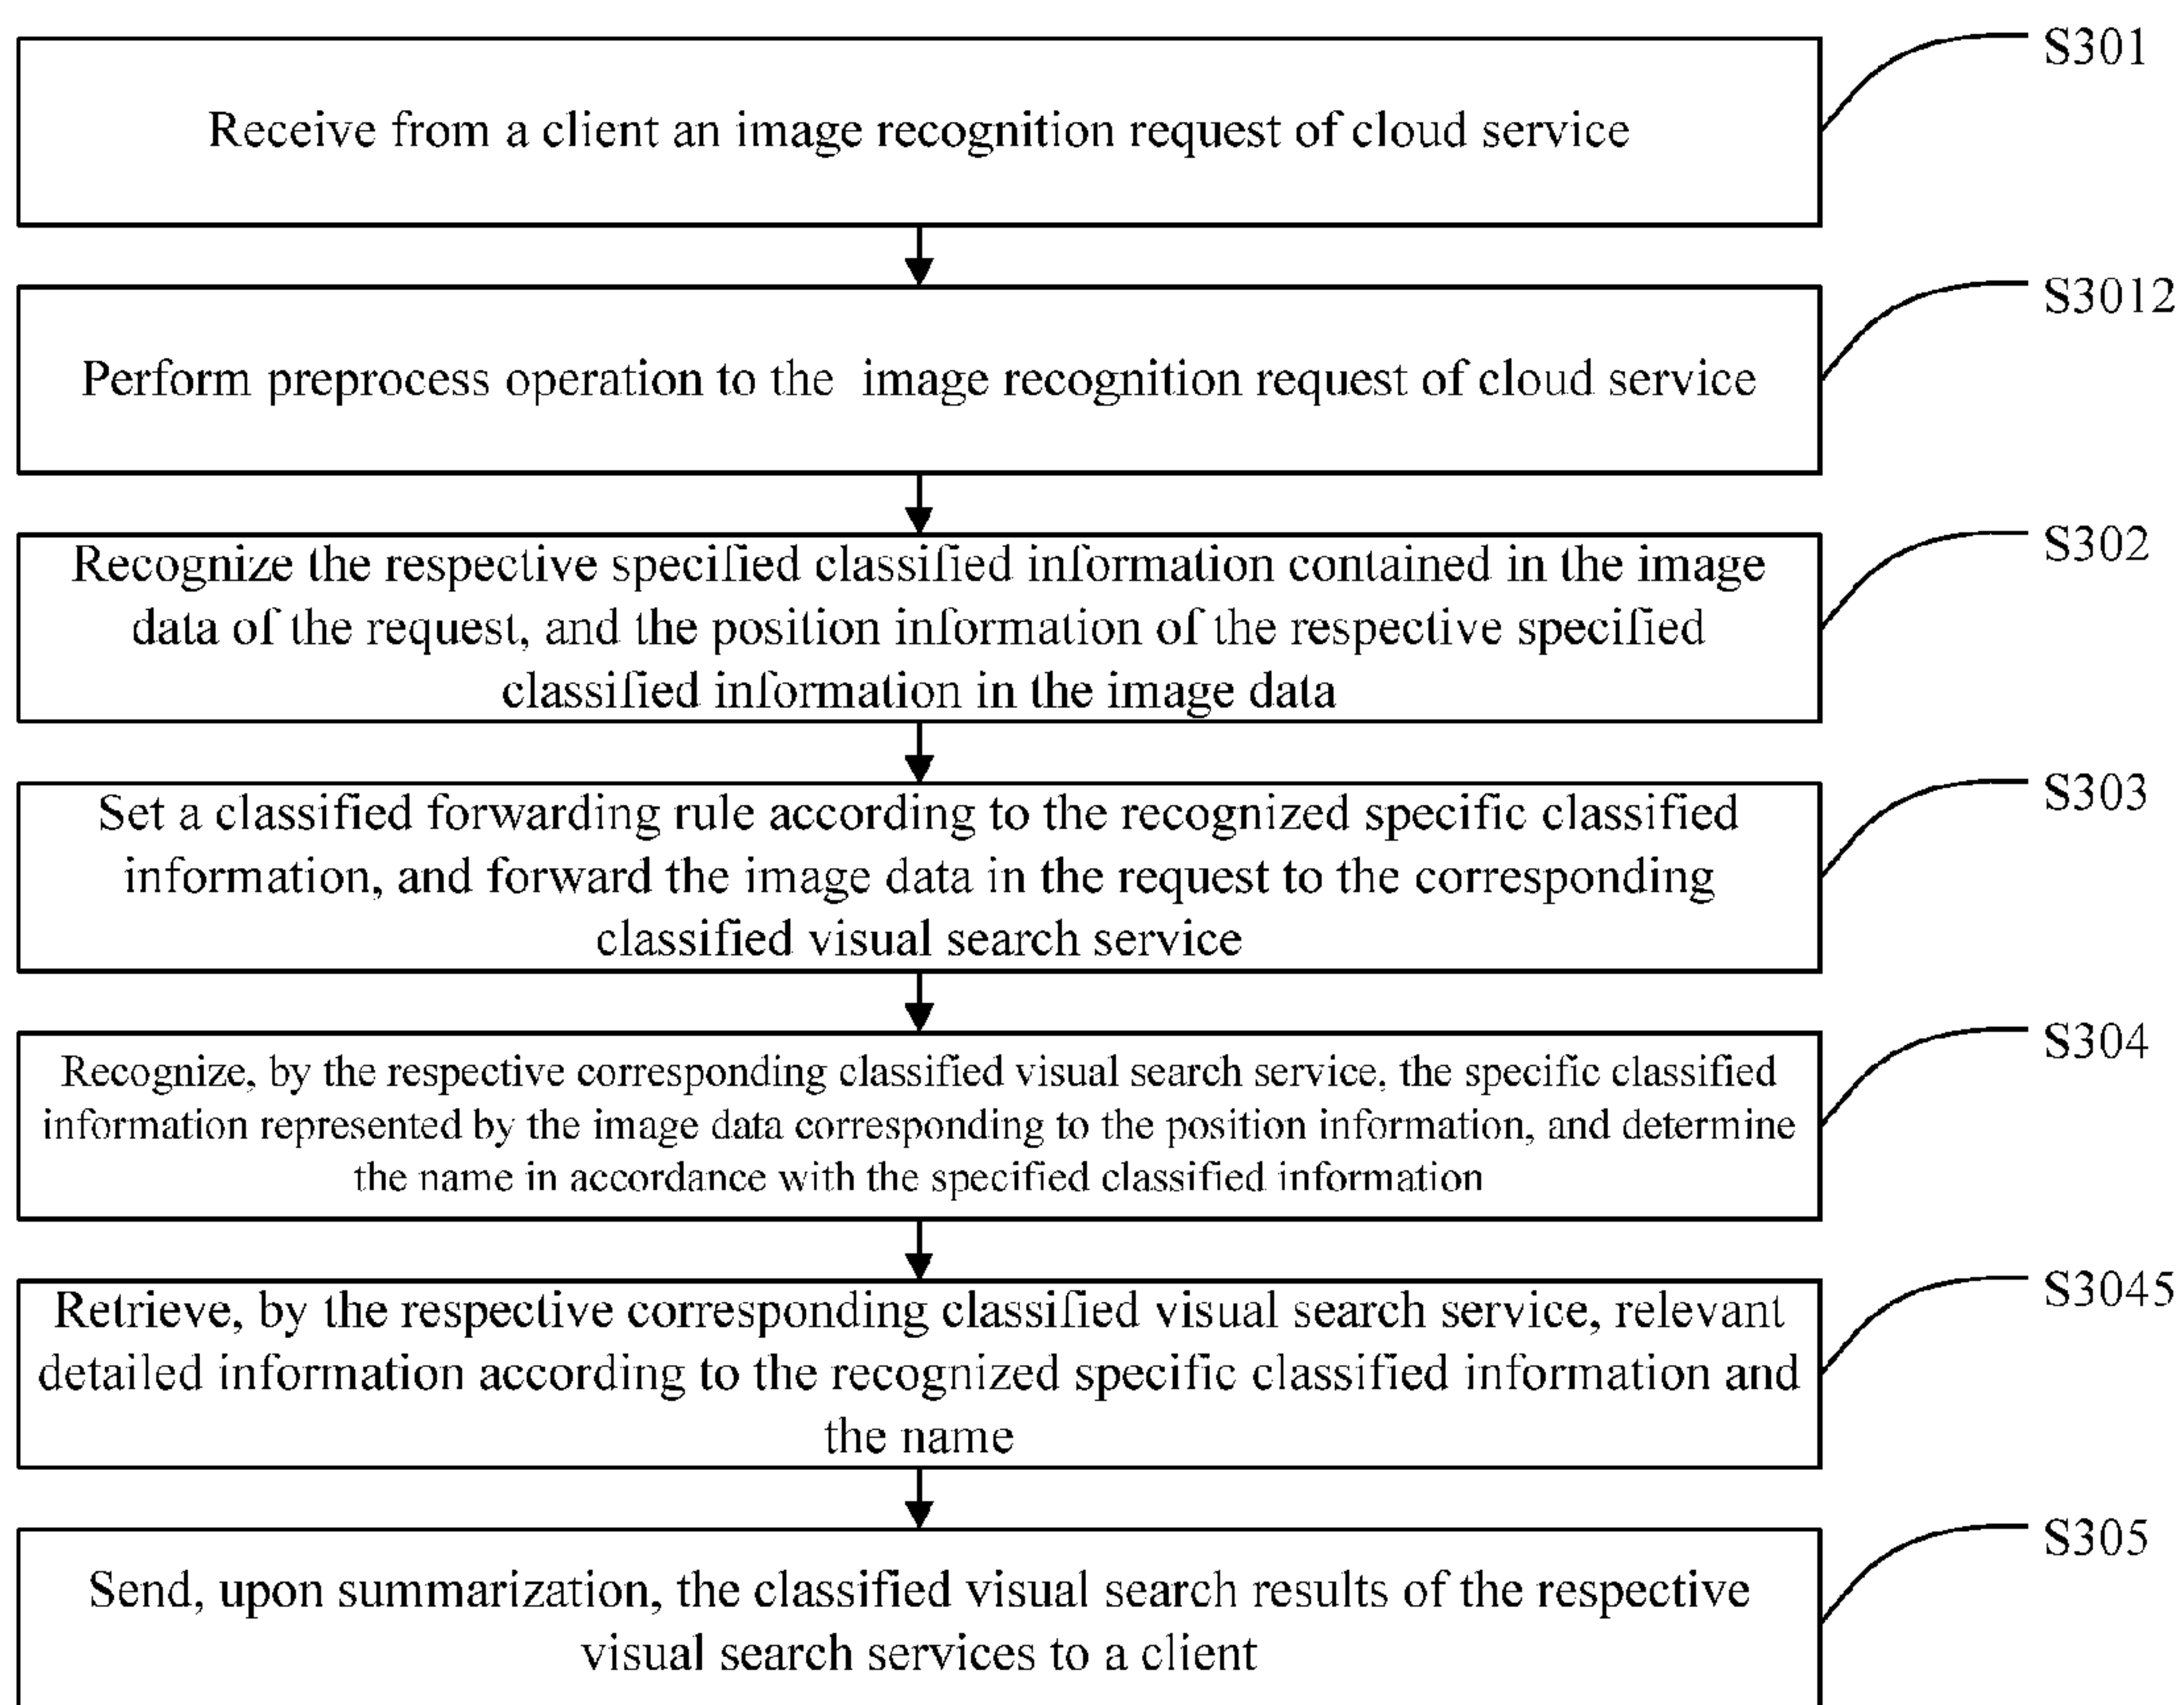 S301
Receive from a client an image recognition request of cloud service
S3012
Perform preprocess operation to the image recognition request of cloud service
S302
Recognize the respective specified classified information contained in the image
data of the request, and the position information of the respective specified
classified information in the image data
S303
Set a classified forwarding rule according to the recognized specific classified
information, and forward the image data in the request to the corresponding
classified visual search service
S304
Recognize, by the respective corresponding classified visual search service, the specific classified
information represented by the image data corresponding to the position information, and determine
the name in accordance with the specified classified information
S3045
Retrieve, by the respective corresponding classified visual search service, relevant
detailed information according to the recognized specific classified information and
the name
S305
Send, upon summarization, the classified visual search results of the respective
visual search services to a client